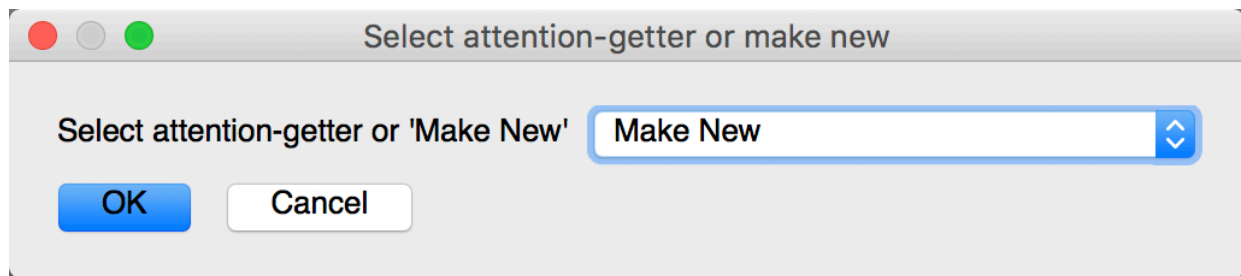 Select attention-getter or make new
Select attention-getter or 'Make New' Make New
OK Cancel